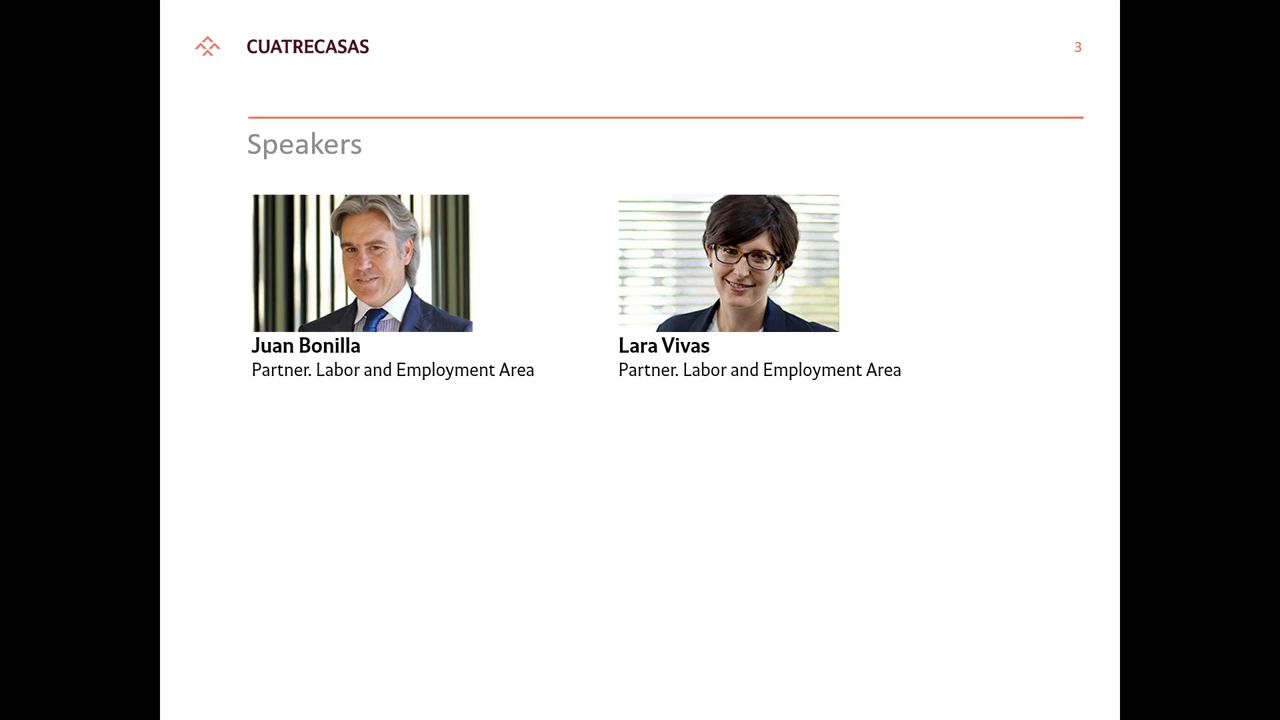 CUATRECASAS
3
Speakers
Juan Bonilla
Partner. Labor and Employment Area
Lara Vivas
Partner. Labor and Employment Area